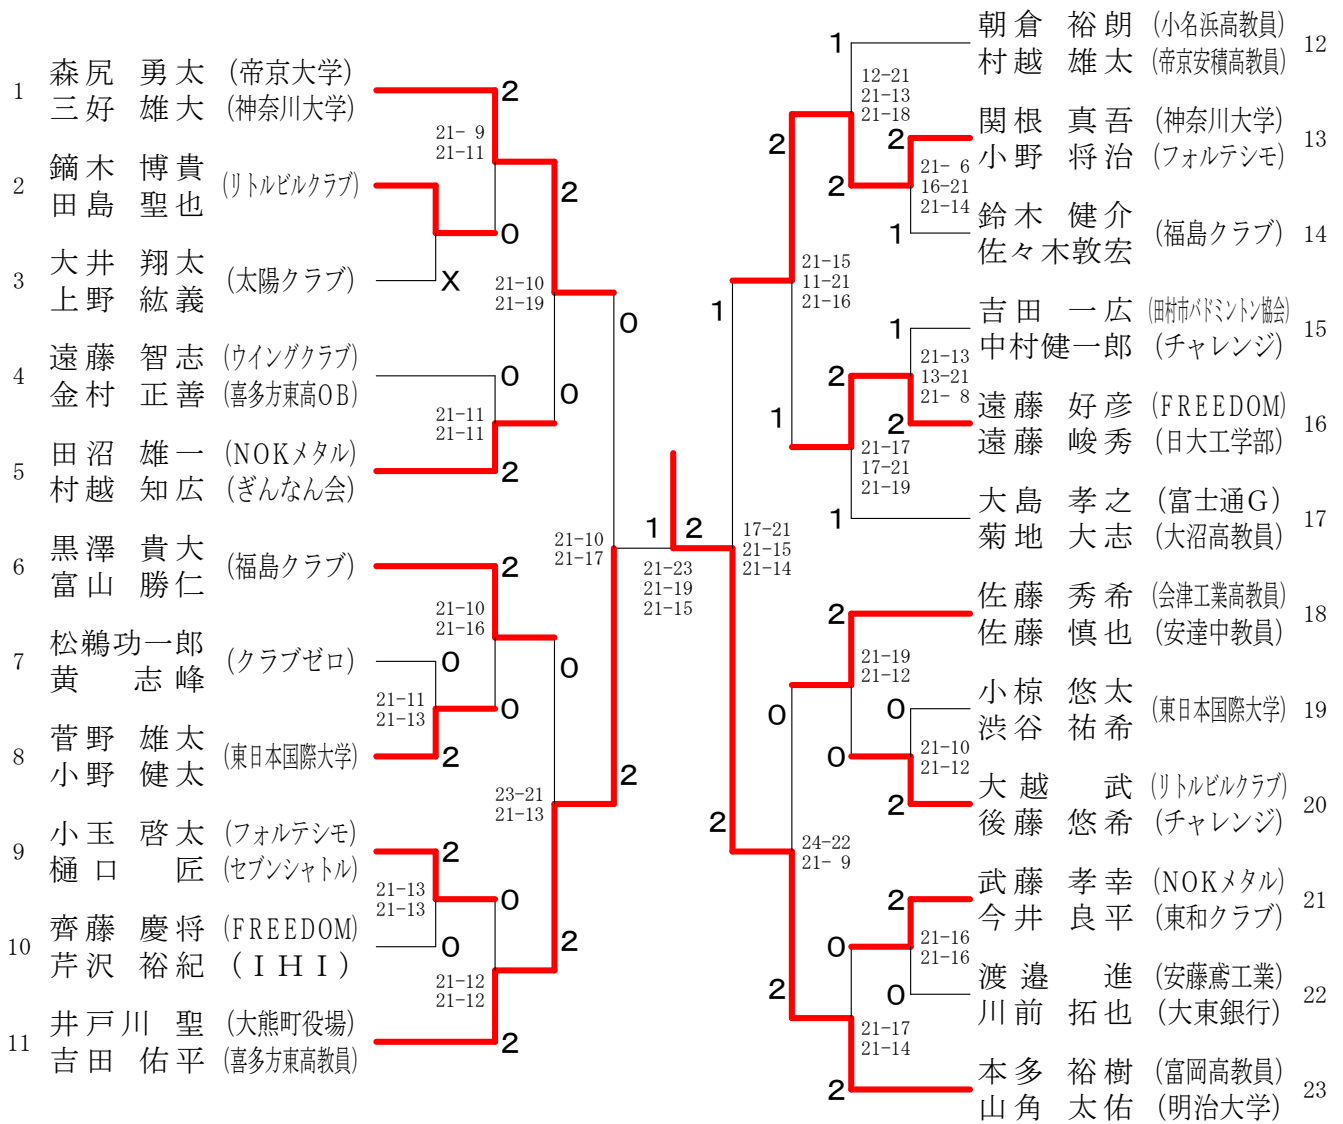 1 森尻 勇太 (帝京大学)
三好 雄大 (神奈川大学)
2
21- 9
21-11
2 鏑木 博貴 (リトルビルクラブ)
田島 聖也
0
2
3 大井 翔太 (太陽クラブ)
上野 紘義
X
21-10
21-19
0
4 遠藤 智志 (ウイングクラブ)
金村 正善 (喜多方東高OB)
0
0
21-11
21-11
5 田沼 雄一 (NOKメタル)
村越 知広 (ぎんなん会)
2
21-10
21-17
6 黒澤 貴大 (福島クラブ)
富山 勝仁
2
21-10
21-16
7 松鵜功一郎 (クラブゼロ)
黄 志峰
0
0
21-11
21-13
0
8 菅野 雄太 (東日本国際大学)
小野 健太
2
23-21
21-13
2
9 小玉 啓太 (フォルテシモ)
樋口 匠 (セブンシャトル)
2
21-13
21-13
0
10 齊藤 慶将 (FREEDOM)
芹沢 裕紀 (IHI)
0
2
21-12
21-12
11 井戸川 聖 (大熊町役場)
吉田 佑平 (喜多方東高教員)
2
1 2
21-23
21-19
21-15
1 朝倉 裕朗 (小名浜高教員) 12
村越 雄太 (帝京安積高教員)
12-21
21-13
21-18
2
2 関根 真吾 (神奈川大学) 13
小野 将治 (フォルテシモ)
21- 6
16-21
21-14
2
1 鈴木 健介 (福島クラブ) 14
佐々木敦宏
21-15
11-21
21-16
1
1 吉田 一広 (田村市バドミントン協会) 15
中村健一郎 (チャレンジ)
21-13
13-21
21- 8
2
1
2 遠藤 好彦 (FREEDOM) 16
遠藤 峻秀 (日大工学部)
21-17
17-21
21-19
1 大島 孝之 (富士通G) 17
菊地 大志 (大沼高教員)
17-21
21-15
21-14
2 佐藤 秀希 (会津工業高教員) 18
佐藤 慎也 (安達中教員)
21-19
21-12
0
0 小椋 悠太 (東日本国際大学) 19
渋谷 祐希
21-10
21-12
0
2 大越 武 (リトルビルクラブ) 20
後藤 悠希 (チャレンジ)
2
24-22
21- 9
2 武藤 孝幸 (NOKメタル) 21
今井 良平 (東和クラブ)
21-16
21-16
0
2
0 渡邉 進 (安藤鳶工業) 22
川前 拓也 (大東銀行)
21-17
21-14
2 本多 裕樹 (富岡高教員) 23
山角 太佑 (明治大学)